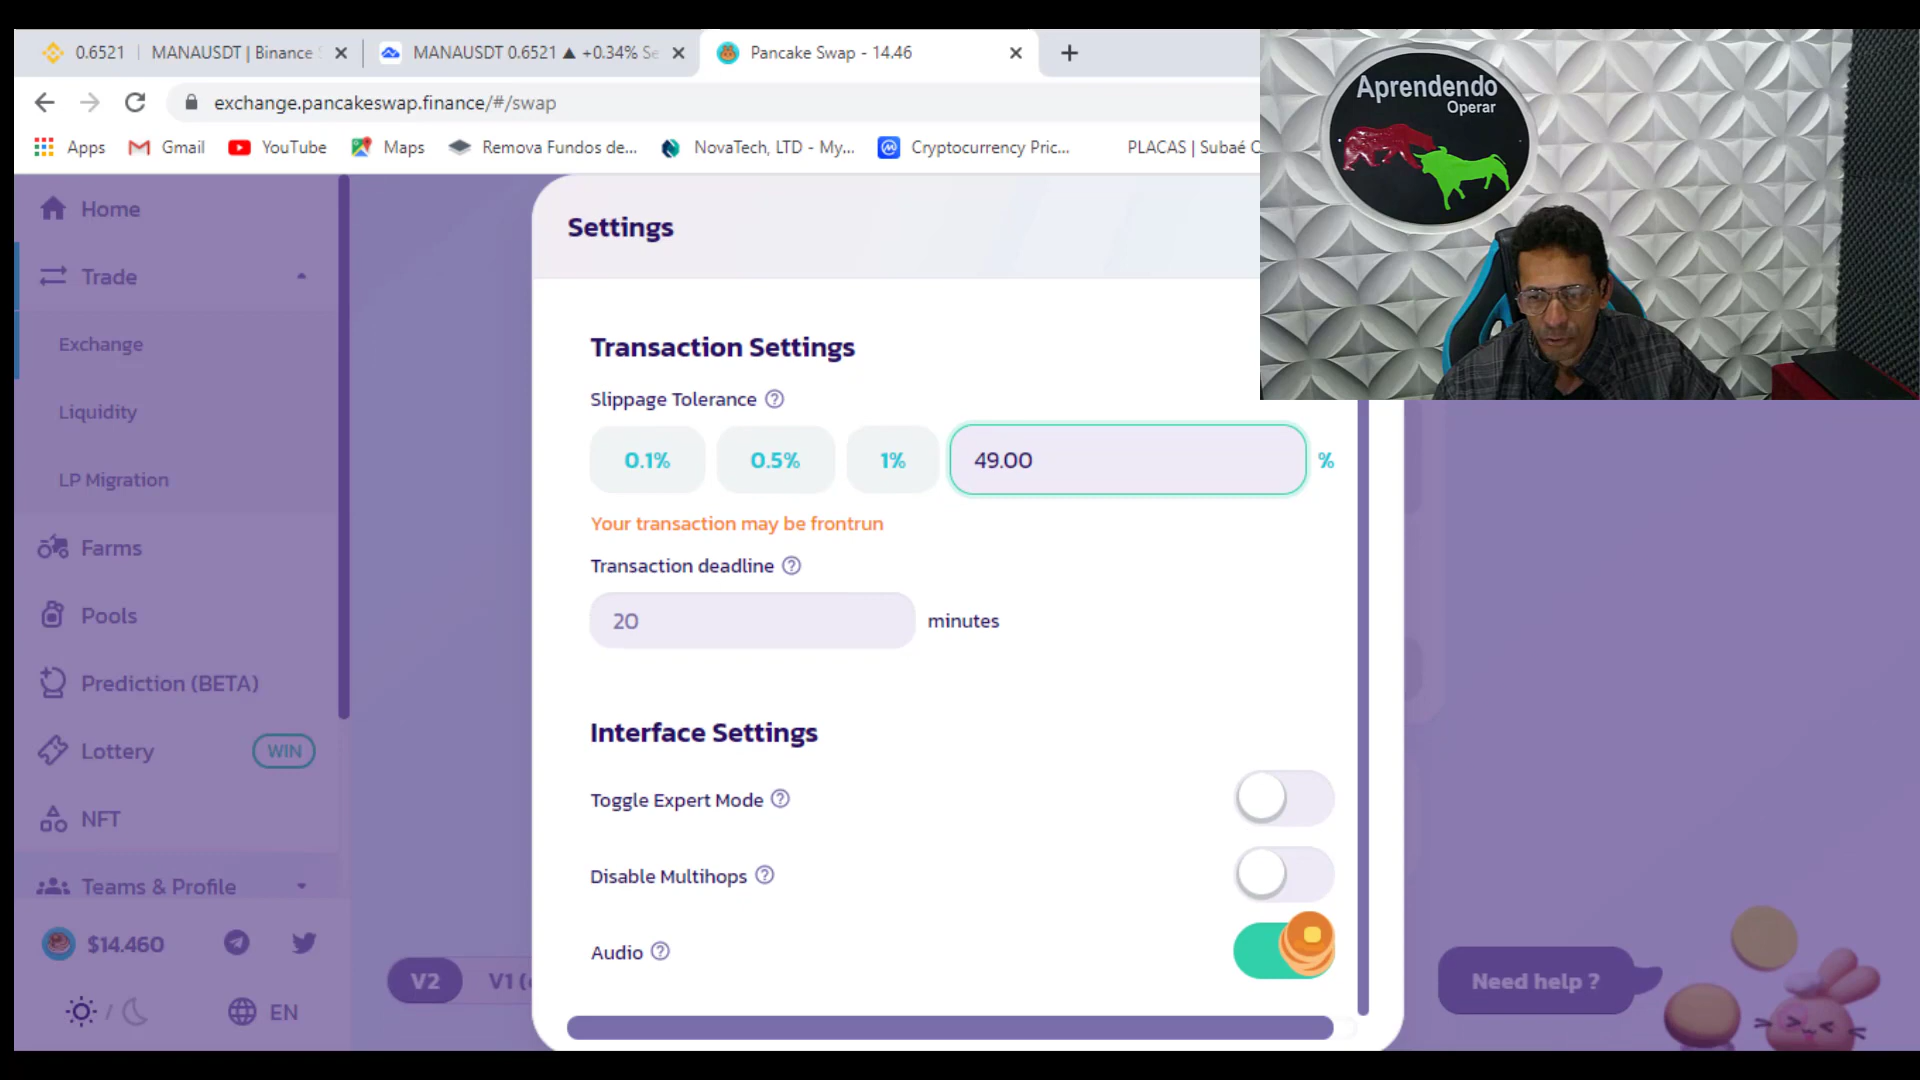 0.6521 | MANAUSDT | Binance S
MANAUSDT 0.6521 ▲ +0.34% Se
Pancake Swap - 14.46
exchange.pancakeswap.finance/#/swap
Apps
Gmail
YouTube
Maps
Remova Fundos de...
NovaTech, LTD - My...
Cryptocurrency Pric...
PLACAS | Subaé C
Aprendendo
Operar
Home
Trade
Exchange
Liquidity
LP Migration
Farms
Pools
Prediction (BETA)
Lottery WIN
NFT
Teams & Profile
$14.460
/
EN
V2 V1 (
Settings
Transaction Settings
Slippage Tolerance ?
0.1% 0.5% 1% 49.00 %
Your transaction may be frontrun
Transaction deadline ?
20 minutes
Interface Settings
Toggle Expert Mode ?
Disable Multihops ?
Audio ?
Need help ?